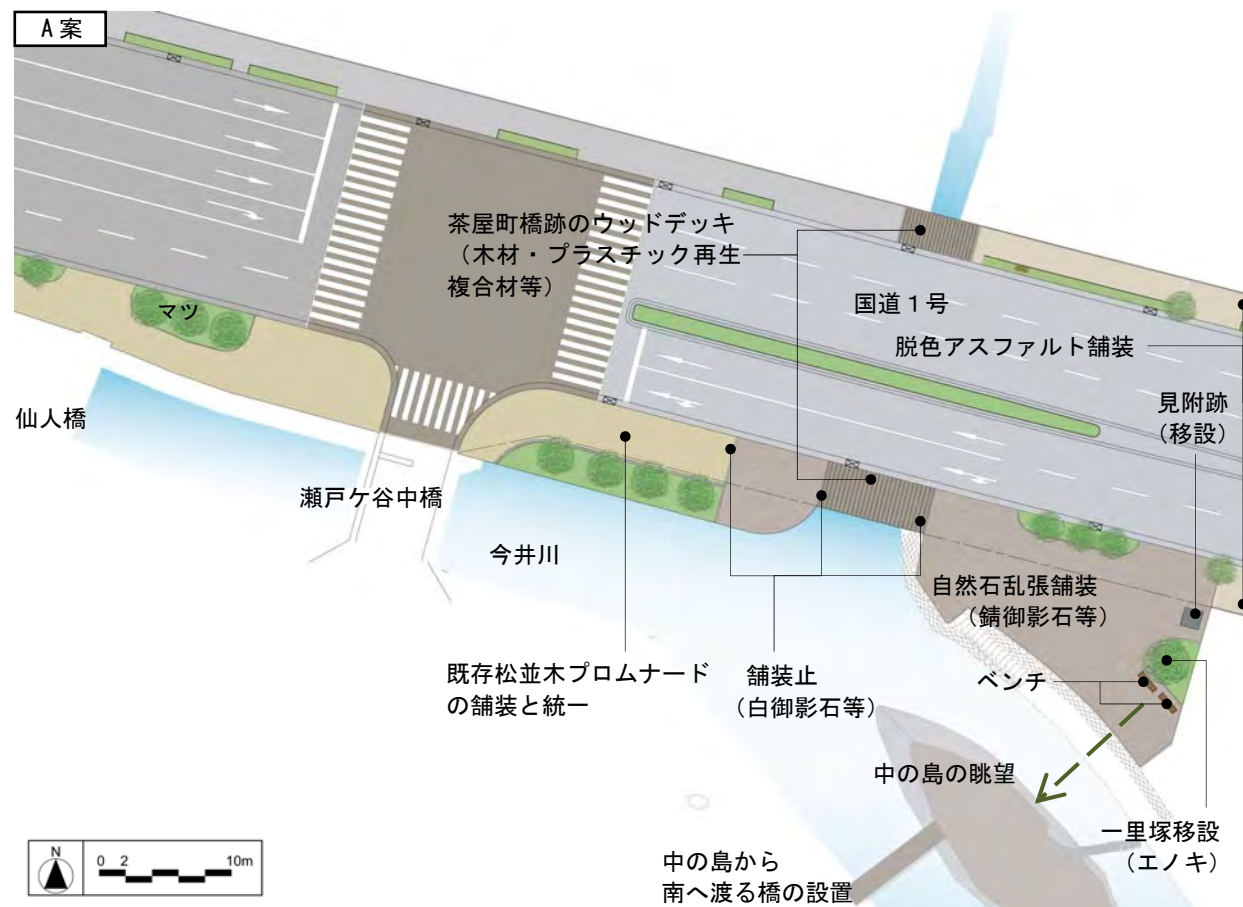 A案
茶屋町橋跡のウッドデッキ
（木材・プラスチック再生
複合材等）
国道１号
脱色アスファルト舗装
マツ
見附跡
（移設）
仙人橋
瀬戸ケ谷中橋
今井川
自然石乱張舗装
（錆御影石等）
既存松並木プロムナード
の舗装と統一
舗装止
（白御影石等）
ベンチ
中の島の眺望
一里塚移設
（エノキ）
中の島から
南へ渡る橋の設置
N
0 2 10m